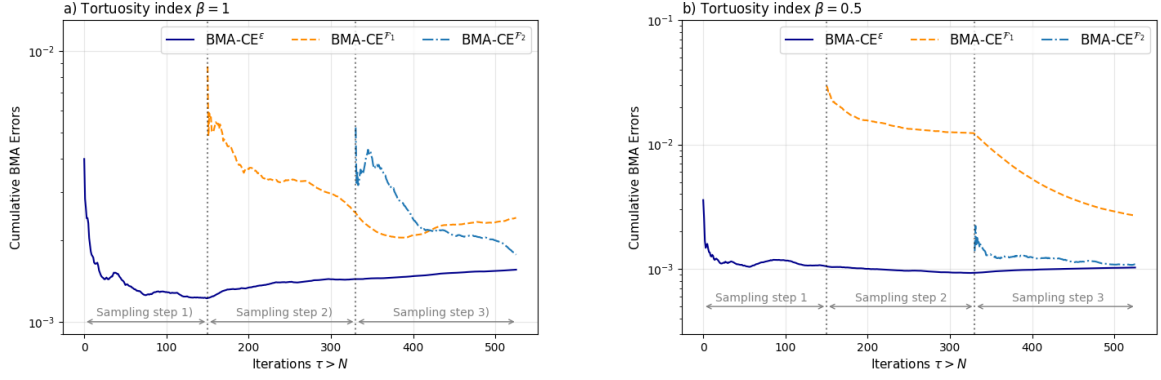 a) Tortuosity index β = 1
BMA-CE^ε BMA-CE^𝓕₁ BMA-CE^𝓕₂
10⁻²
10⁻³
Cumulative BMA Errors
Sampling step 1) Sampling step 2) Sampling step 3)
0 100 200 300 400 500
Iterations τ > N
b) Tortuosity index β = 0.5
BMA-CE^ε BMA-CE^𝓕₁ BMA-CE^𝓕₂
10⁻¹
10⁻²
10⁻³
Cumulative BMA Errors
Sampling step 1 Sampling step 2 Sampling step 3
0 100 200 300 400 500
Iterations τ > N